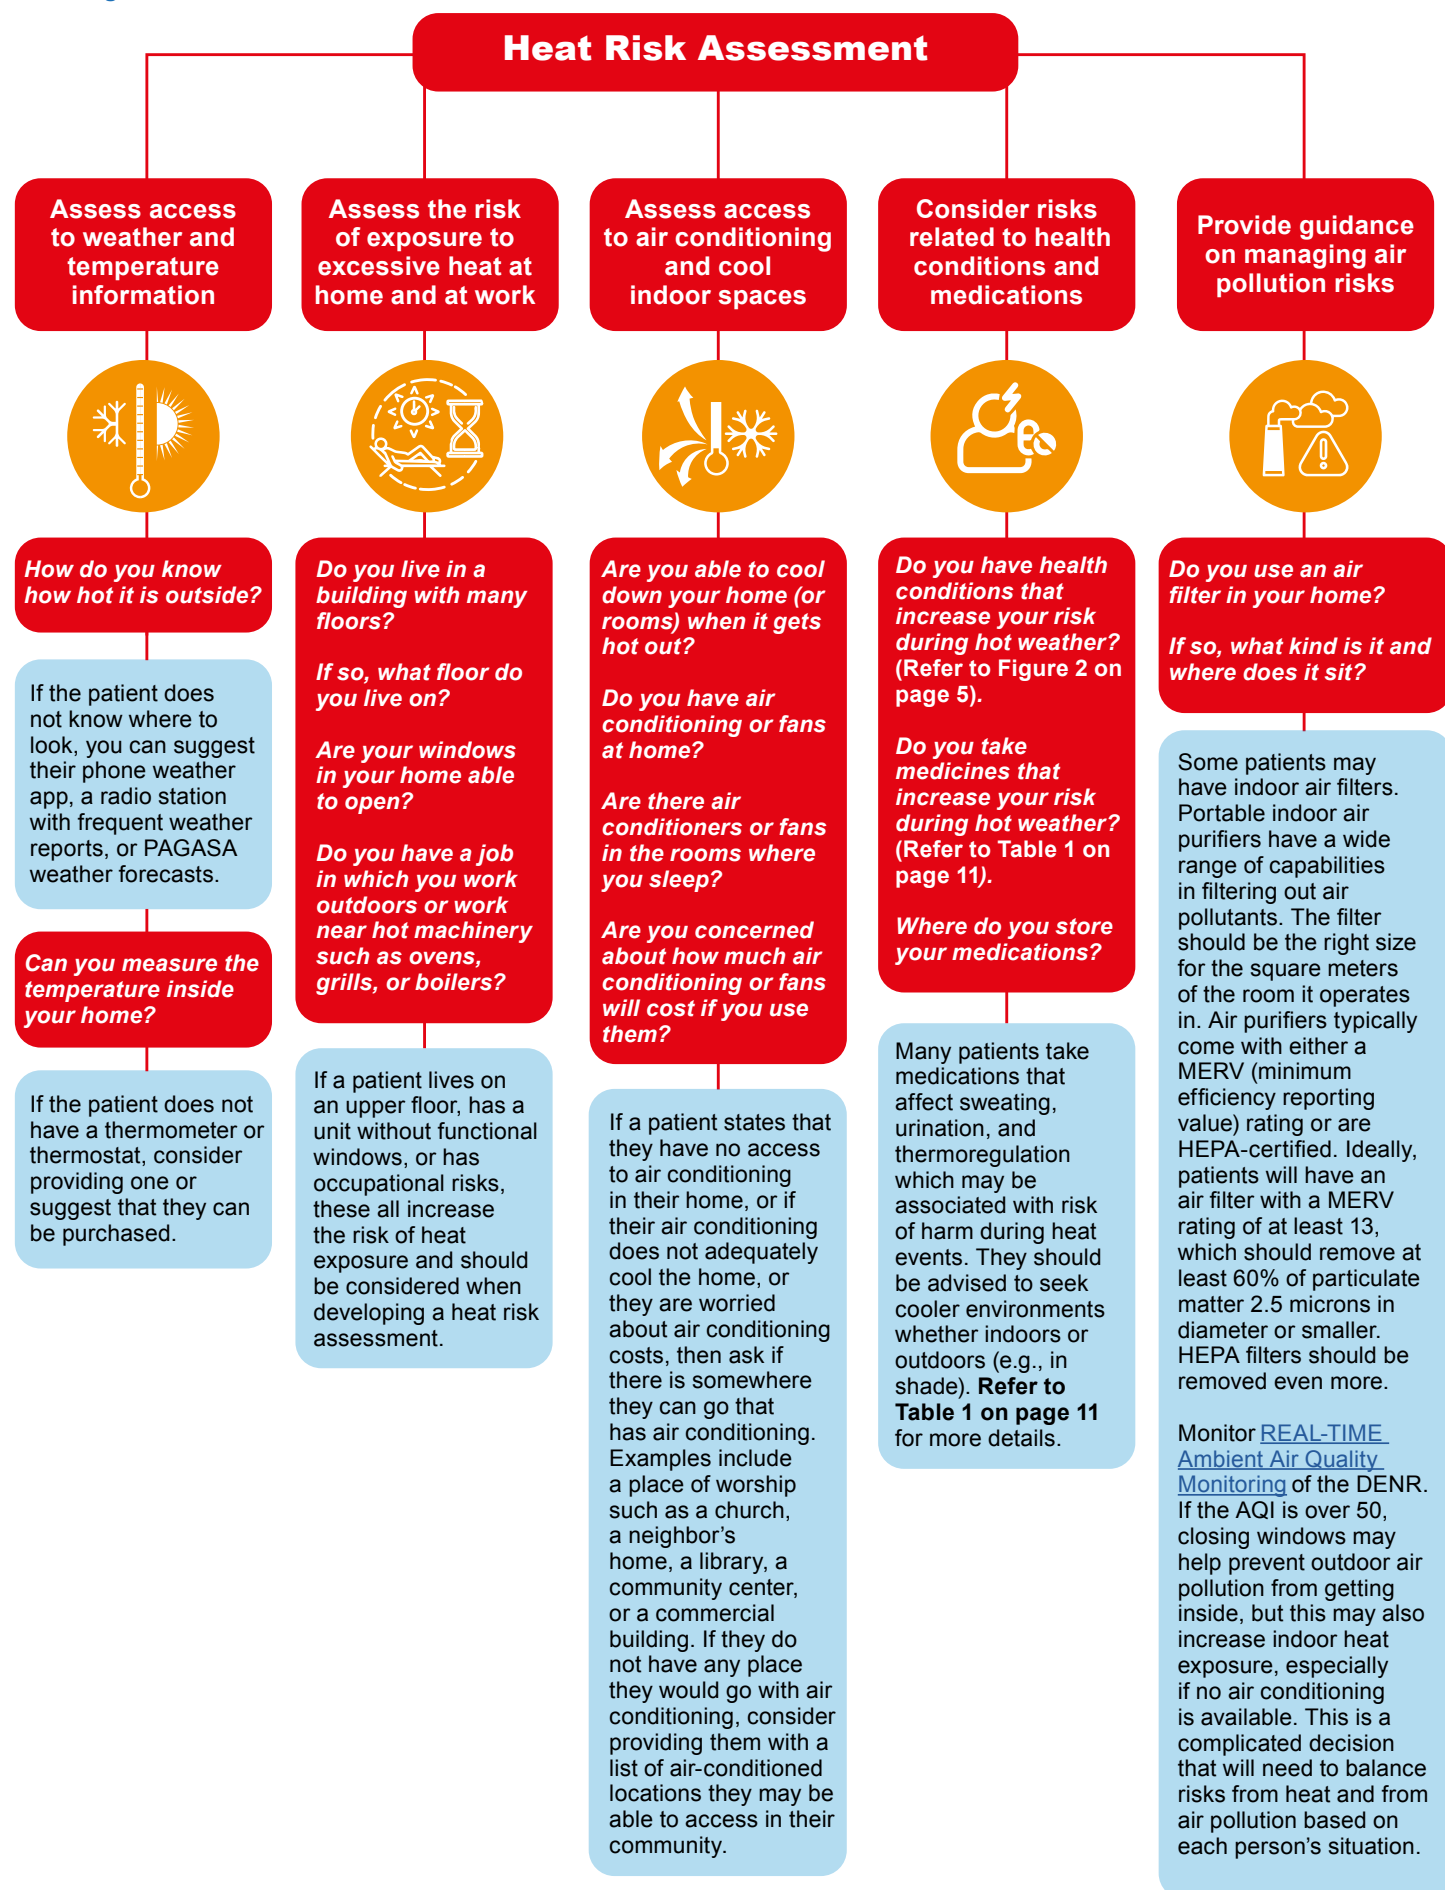 Heat Risk Assessment
Assess access
to weather and
temperature
information
How do you know
how hot it is outside?
If the patient does
not know where to
look, you can suggest
their phone weather
app, a radio station
with frequent weather
reports, or PAGASA
weather forecasts.
Can you measure the
temperature inside
your home?
If the patient does not
have a thermometer or
thermostat, consider
providing one or
suggest that they can
be purchased.
Assess the risk
of exposure to
excessive heat at
home and at work
Do you live in a
building with many
floors?
If so, what floor do
you live on?
Are your windows
in your home able
to open?
Do you have a job
in which you work
outdoors or work
near hot machinery
such as ovens,
grills, or boilers?
If a patient lives on
an upper floor, has a
unit without functional
windows, or has
occupational risks,
these all increase
the risk of heat
exposure and should
be considered when
developing a heat risk
assessment.
Assess access
to air conditioning
and cool
indoor spaces
Are you able to cool
down your home (or
rooms) when it gets
hot out?
Do you have air
conditioning or fans
at home?
Are there air
conditioners or fans
in the rooms where
you sleep?
Are you concerned
about how much air
conditioning or fans
will cost if you use
them?
If a patient states that
they have no access
to air conditioning
in their home, or if
their air conditioning
does not adequately
cool the home, or
they are worried
about air conditioning
costs, then ask if
there is somewhere
they can go that
has air conditioning.
Examples include
a place of worship
such as a church,
a neighbor's
home, a library, a
community center,
or a commercial
building. If they do
not have any place
they would go with air
conditioning, consider
providing them with a
list of air-conditioned
locations they may be
able to access in their
community.
Consider risks
related to health
conditions and
medications
Do you have health
conditions that
increase your risk
during hot weather?
(Refer to Figure 2 on
page 5).
Do you take
medicines that
increase your risk
during hot weather?
(Refer to Table 1 on
page 11).
Where do you store
your medications?
Many patients take
medications that
affect sweating,
urination, and
thermoregulation
which may be
associated with risk
of harm during heat
events. They should
be advised to seek
cooler environments
whether indoors or
outdoors (e.g., in
shade). Refer to
Table 1 on page 11
for more details.
Provide guidance
on managing air
pollution risks
Do you use an air
filter in your home?
If so, what kind is it and
where does it sit?
Some patients may
have indoor air filters.
Portable indoor air
purifiers have a wide
range of capabilities
in filtering out air
pollutants. The filter
should be the right size
for the square meters
of the room it operates
in. Air purifiers typically
come with either a
MERV (minimum
efficiency reporting
value) rating or are
HEPA-certified. Ideally,
patients will have an
air filter with a MERV
rating of at least 13,
which should remove at
least 60% of particulate
matter 2.5 microns in
diameter or smaller.
HEPA filters should be
removed even more.
Monitor REAL-TIME
Ambient Air Quality
Monitoring of the DENR.
If the AQI is over 50,
closing windows may
help prevent outdoor air
pollution from getting
inside, but this may also
increase indoor heat
exposure, especially
if no air conditioning
is available. This is a
complicated decision
that will need to balance
risks from heat and from
air pollution based on
each person's situation.